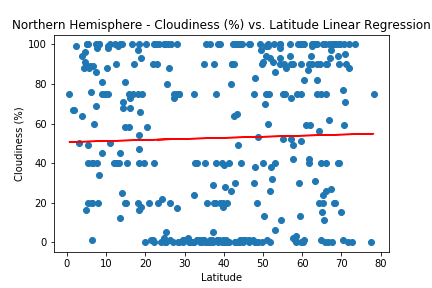 Northern Hemisphere - Cloudiness (%) vs. Latitude Linear Regression
100
80
60
40
20
0
Cloudiness (%)
0 10 20 30 40 50 60 70 80
Latitude